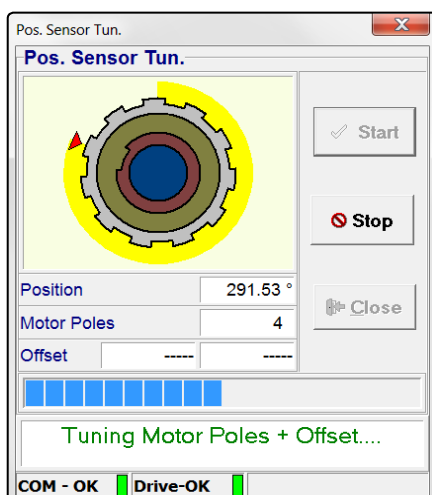 Pos. Sensor Tun.
Pos. Sensor Tun.
Start
Stop
Position 291.53 °
Close
Motor Poles 4
Offset ----- -----
Tuning Motor Poles + Offset....
COM - OK Drive-OK